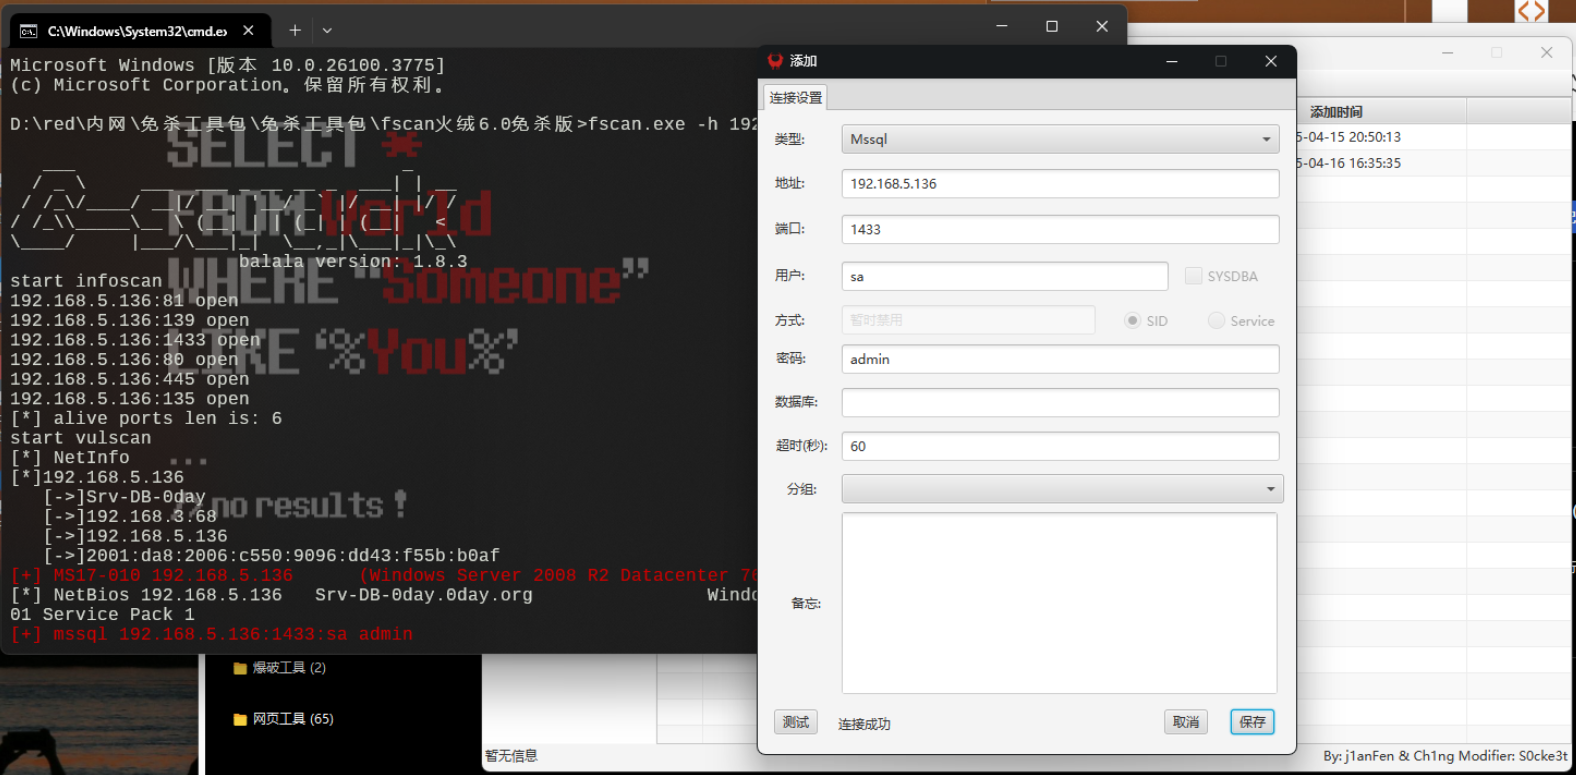 C:\Windows\System32\cmd.ex
Microsoft Windows [版本 10.0.26100.3775]
(c) Microsoft Corporation。保留所有权利。
D:\red\内网\免杀工具包\免杀工具包\fscan火绒6.0免杀版>fscan.exe -h 192
SELECT *
FROM World
WHERE "Someone"
LIKE '%You%'
...
//no results!
balala version: 1.8.3
start infoscan
192.168.5.136:81 open
192.168.5.136:139 open
192.168.5.136:1433 open
192.168.5.136:80 open
192.168.5.136:445 open
192.168.5.136:135 open
[*] alive ports len is: 6
start vulscan
[*] NetInfo
[*]192.168.5.136
[->]Srv-DB-0day
[->]192.168.3.68
[->]192.168.5.136
[->]2001:da8:2006:c550:9096:dd43:f55b:b0af
[+] MS17-010 192.168.5.136 (Windows Server 2008 R2 Datacenter 76
[*] NetBios 192.168.5.136 Srv-DB-0day.0day.org Windo
01 Service Pack 1
[+] mssql 192.168.5.136:1433:sa admin
爆破工具 (2)
网页工具 (65)
添加
连接设置
类型: Mssql
地址: 192.168.5.136
端口: 1433
用户: sa SYSDBA
方式: 暂时禁用 SID Service
密码: admin
数据库:
超时(秒): 60
分组:
备忘:
测试 连接成功 取消 保存
添加时间
5-04-15 20:50:13
5-04-16 16:35:35
暂无信息
By: j1anFen & Ch1ng Modifier: S0cke3t